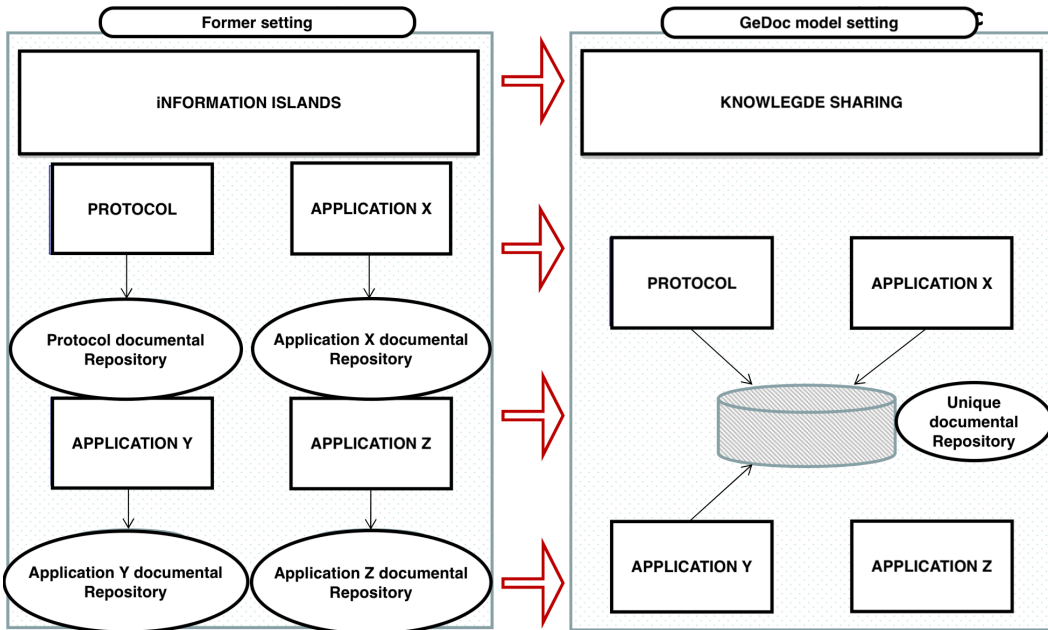 Former setting
iNFORMATION ISLANDS
PROTOCOL
APPLICATION X
Protocol documental
Repository
Application X documental
Repository
APPLICATION Y
APPLICATION Z
Application Y documental
Repository
Application Z documental
Repository
GeDoc model setting
KNOWLEGDE SHARING
PROTOCOL
APPLICATION X
Unique
documental
Repository
APPLICATION Y
APPLICATION Z